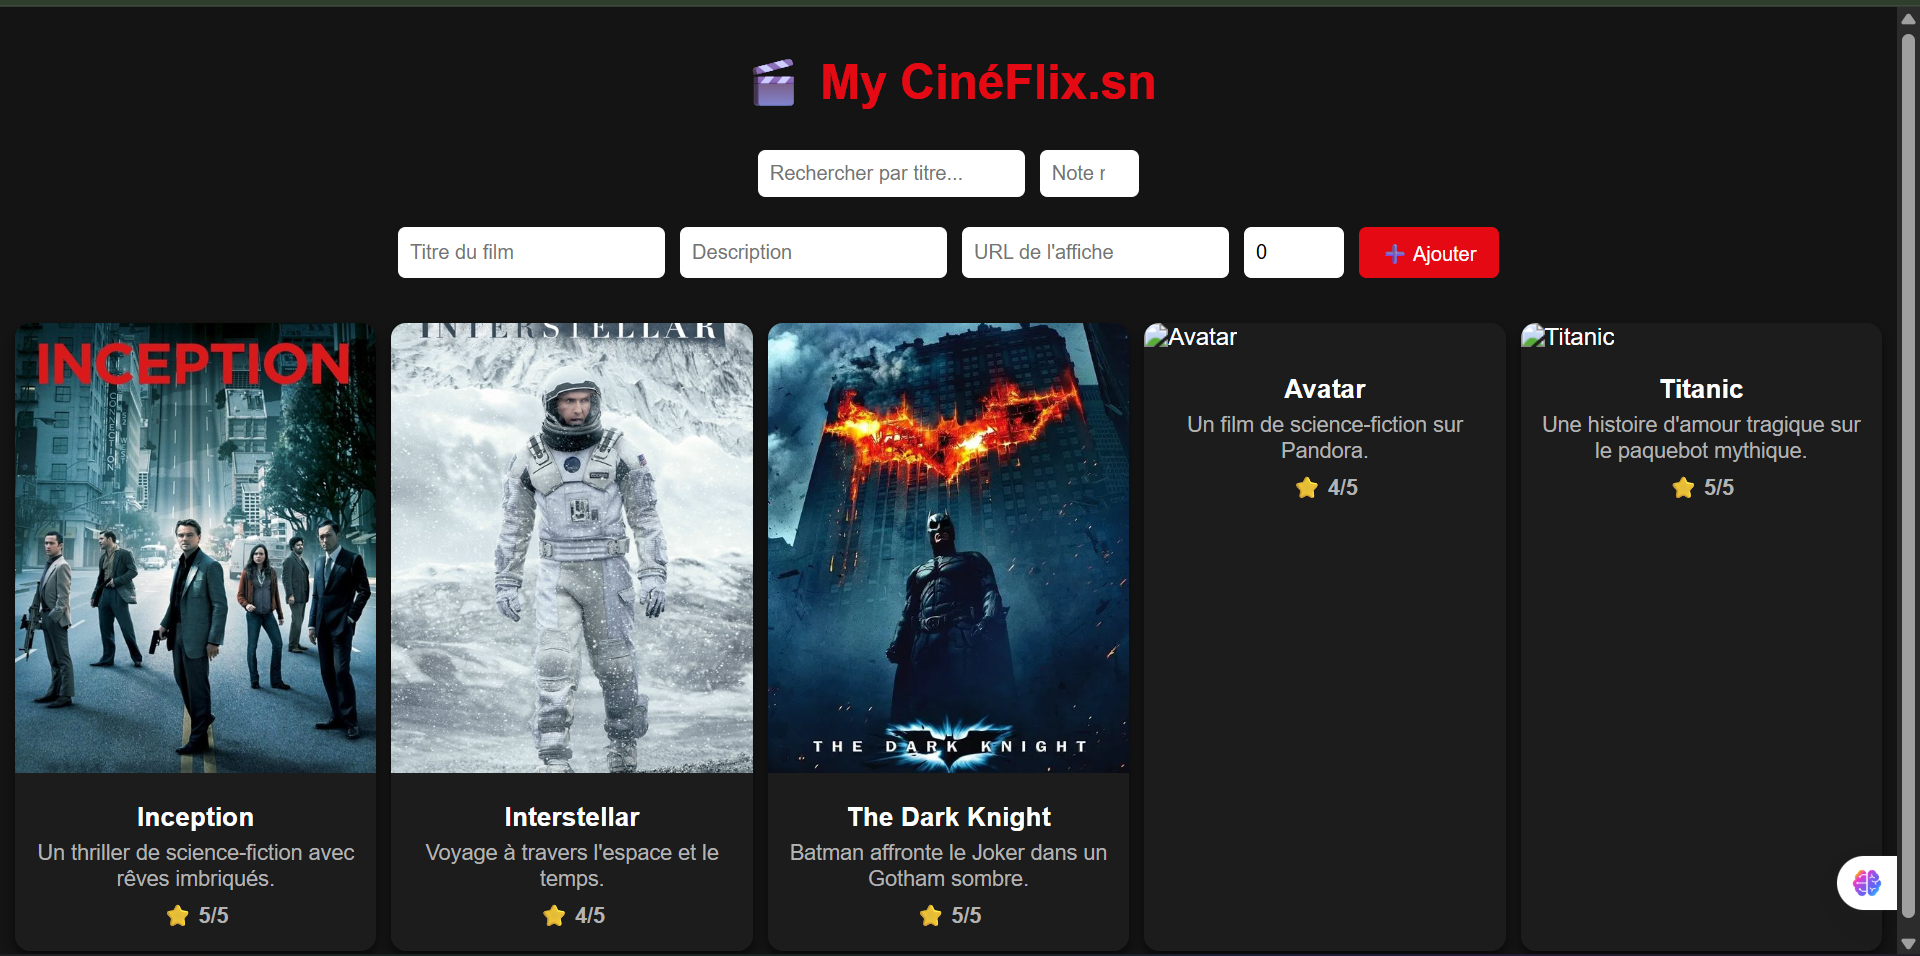 My CinéFlix.sn
Rechercher par titre...
Note r
Titre du film
Description
URL de l'affiche
0
Ajouter
INCEPTION
INTERSTELLAR
THE DARK KNIGHT
Avatar
Titanic
Avatar
Un film de science-fiction sur
Pandora.
4/5
Titanic
Une histoire d'amour tragique sur
le paquebot mythique.
5/5
Inception
Un thriller de science-fiction avec
rêves imbriqués.
5/5
Interstellar
Voyage à travers l'espace et le
temps.
4/5
The Dark Knight
Batman affronte le Joker dans un
Gotham sombre.
5/5